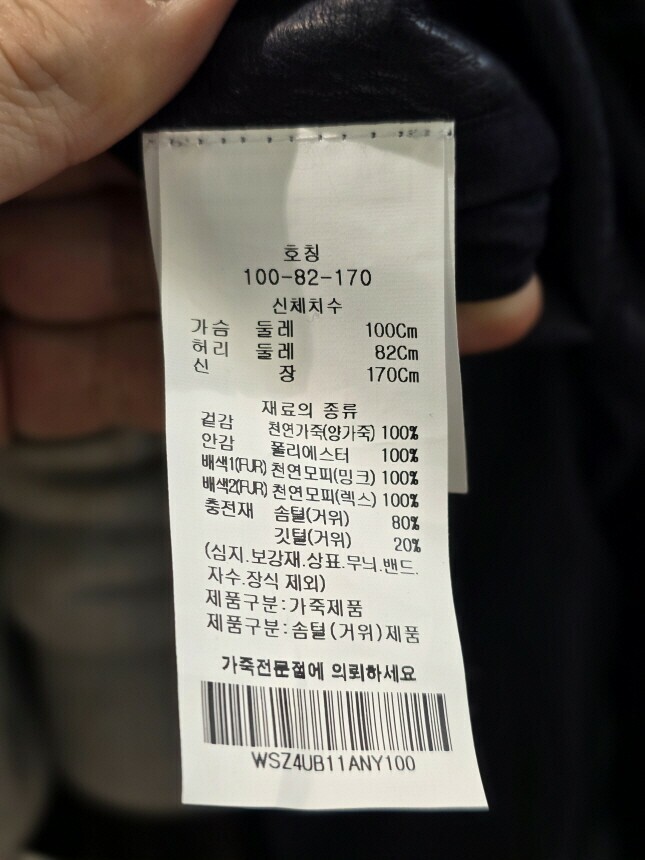 호칭
100-82-170
신체치수
가슴 둘레 100Cm
허리 둘레 82Cm
신 장 170Cm
재료의 종류
겉감 천연가죽(양가죽) 100%
안감 폴리에스터 100%
배색1(FUR) 천연모피(밍크) 100%
배색2(FUR) 천연모피(렉스) 100%
충전재 솜털(거위) 80%
깃털(거위) 20%
(심지.보강재.상표.무늬.밴드.
자수.장식 제외)
제품구분:가죽제품
제품구분:솜털(거위)제품
가죽전문점에 의뢰하세요
WSZ4UB11ANY100